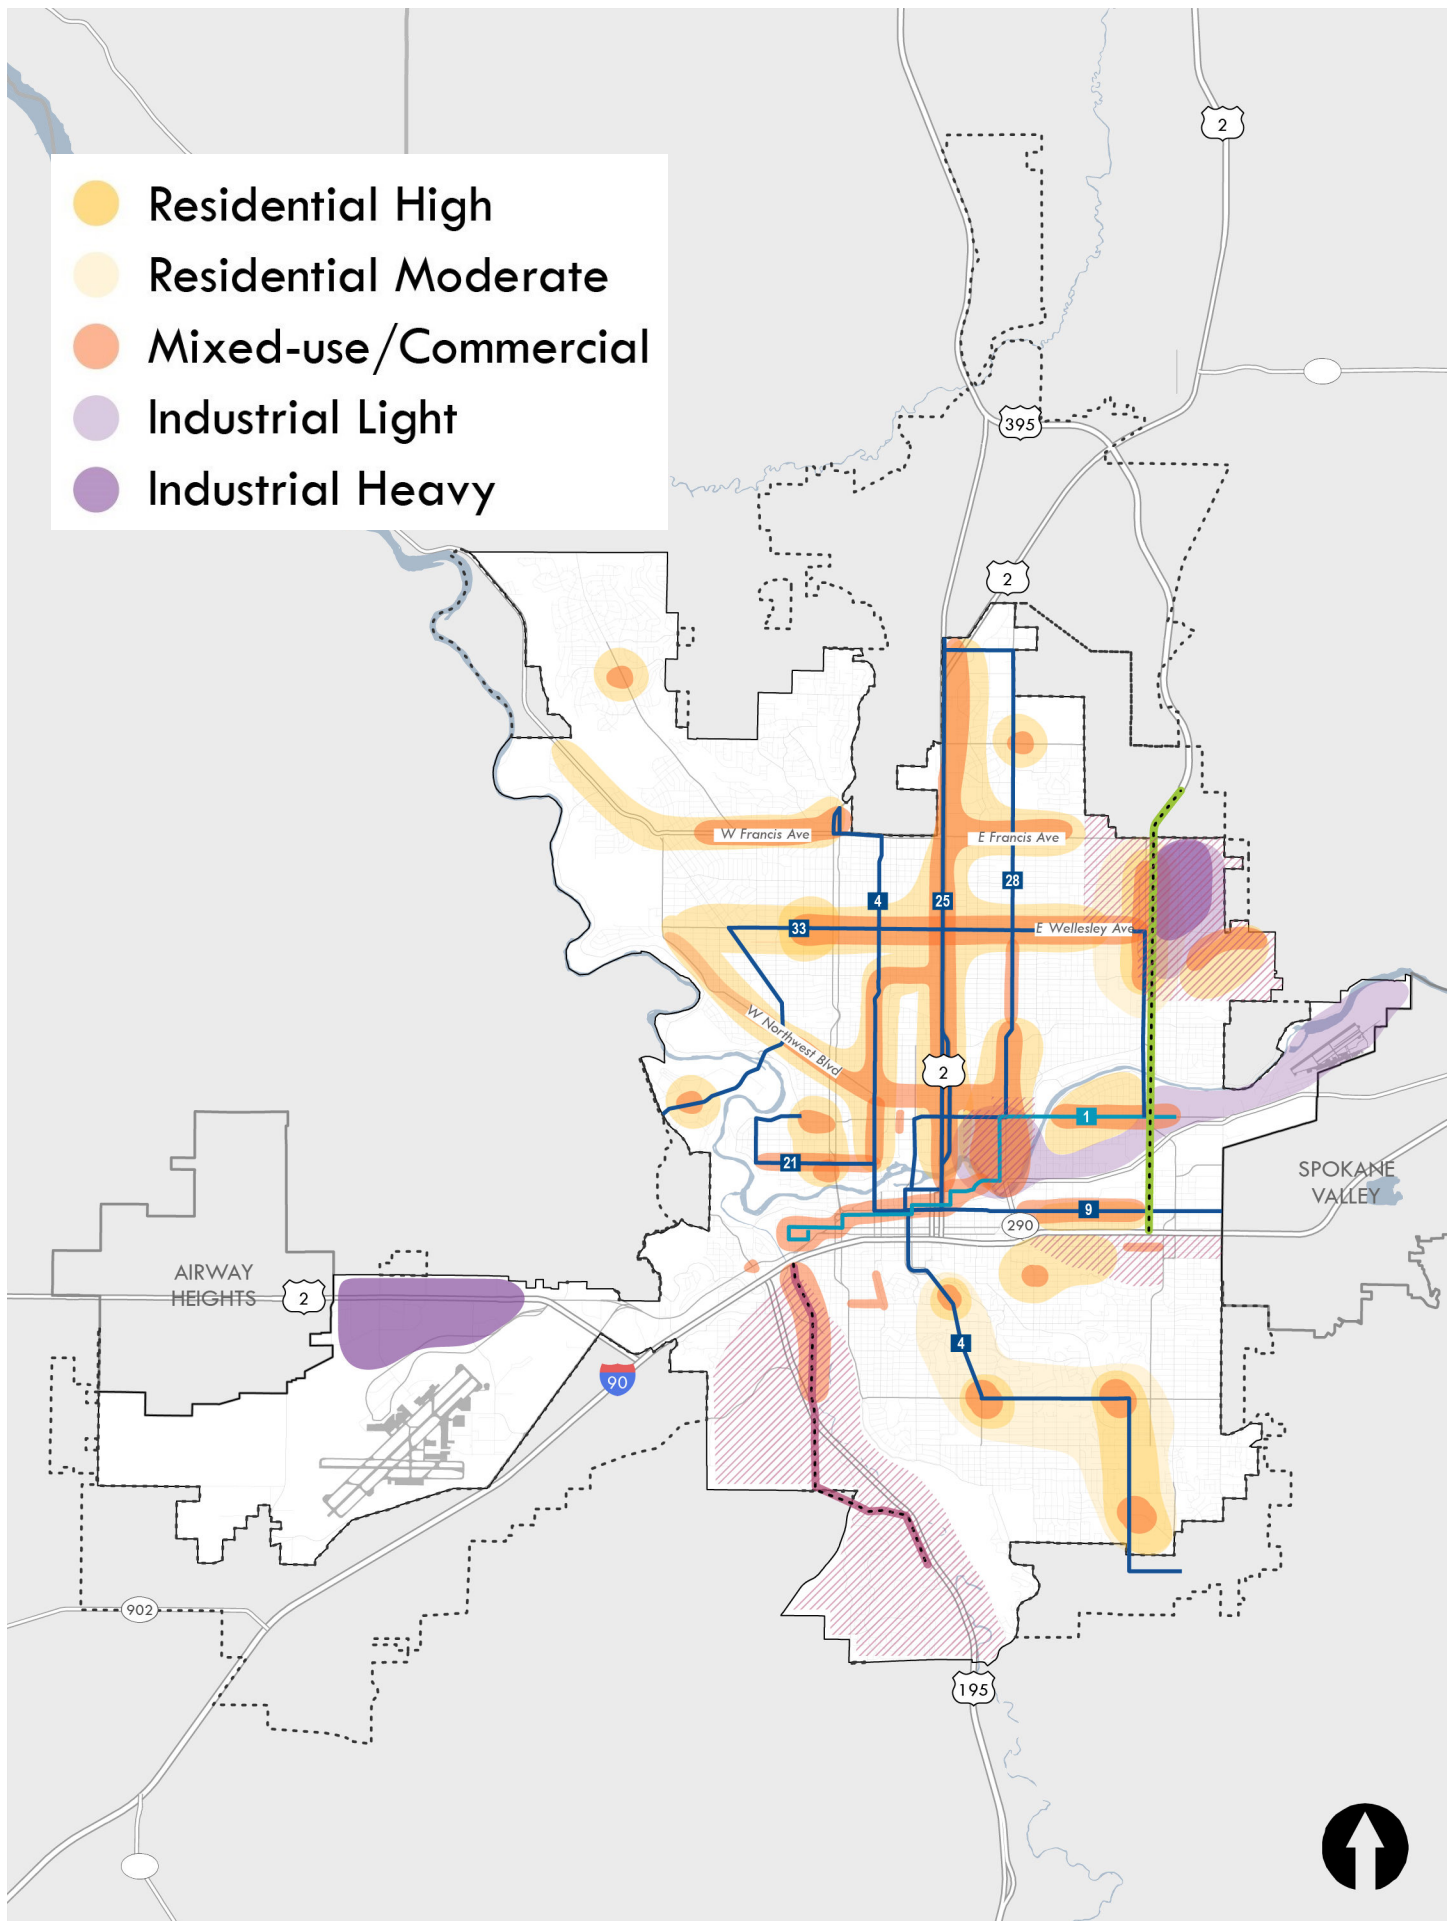 2
Residential High
Residential Moderate
Mixed-use/Commercial
Industrial Light
Industrial Heavy
395
2
W Francis Ave
E Francis Ave
28
4
25
33
E Wellesley Ave
W Northwest Blvd
2
1
21
SPOKANE
VALLEY
9
290
AIRWAY
HEIGHTS
2
4
90
902
195